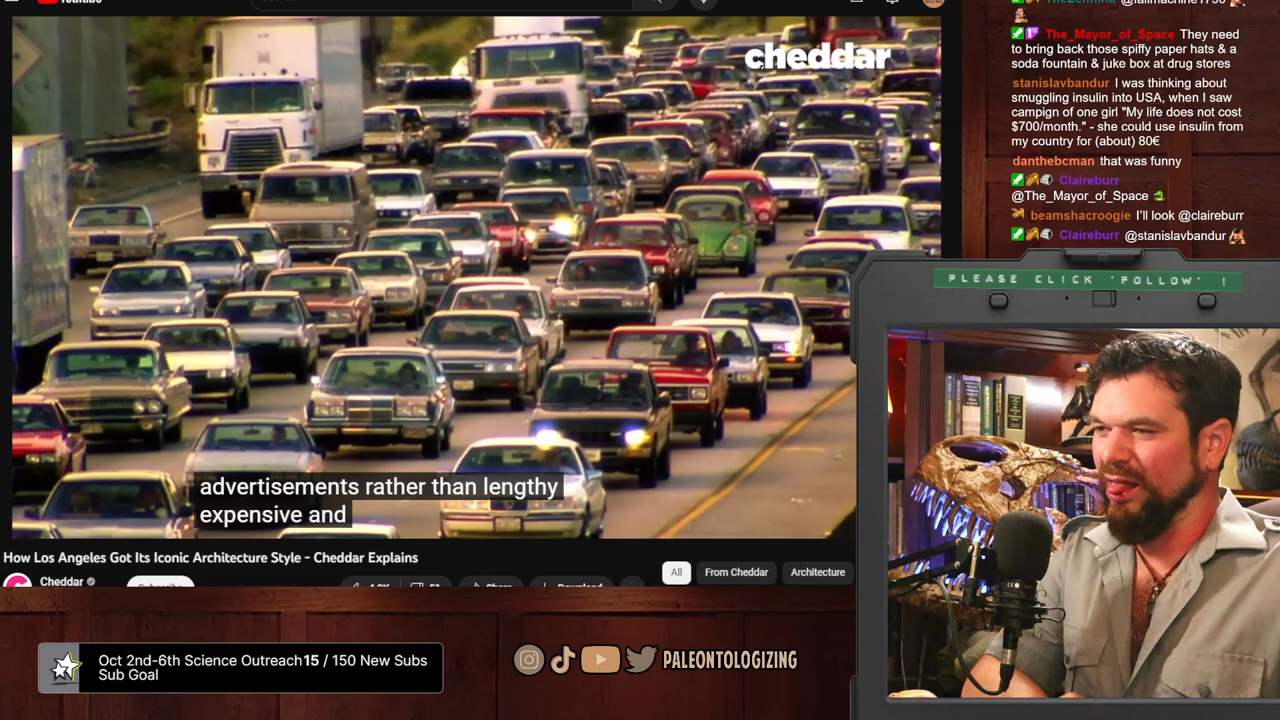 YouTube
cheddar
advertisements rather than lengthy
expensive and
How Los Angeles Got Its Iconic Architecture Style - Cheddar Explains
Cheddar
Subscribe
Share
Download
All
From Cheddar
Architecture
The_Mayor_of_Space They need
to bring back those spiffy paper hats & a
soda fountain & juke box at drug stores
stanislavbandur I was thinking about
smuggling insulin into USA, when I saw
campign of one girl "My life does not cost
$700/month." - she could use insulin from
my country for (about) 80€
danthebcman that was funny
Claireburr
@The_Mayor_of_Space
beamshacroogie I'll look @claireburr
Claireburr @stanislavbandur
PLEASE CLICK 'FOLLOW' !
Oct 2nd-6th Science Outreach 15 / 150 New Subs
Sub Goal
PALEONTOLOGIZING